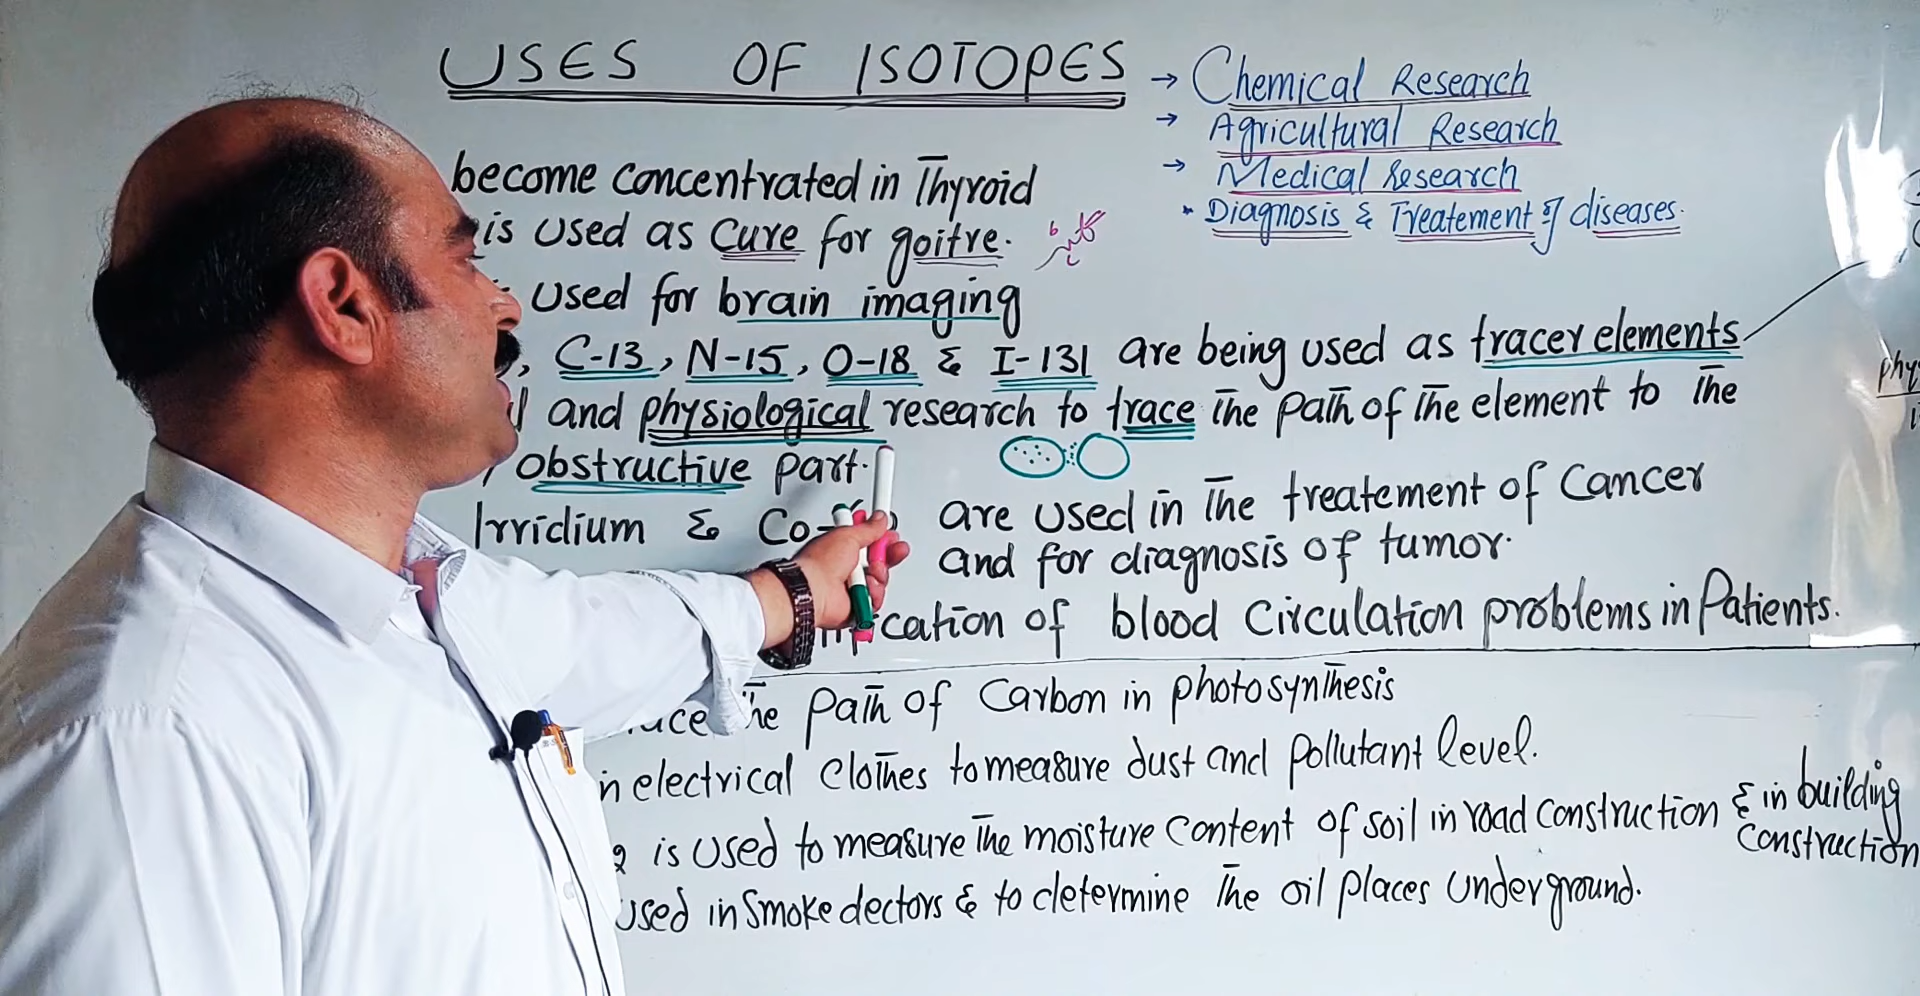 USES OF ISOTOPES
→ Chemical Research
→ Agricultural Research
→ Medical Research
• Diagnosis & Treatement of diseases.
become concentrated in Thyroid
is used as cure for goitre.
used for brain imaging
, C-13, N-15, O-18 & I-131 are being used as tracer elements
and physiological research to trace the path of the element to the
obstructive part.
Irridium & Co- are used in the treatement of Cancer
and for diagnosis of tumor.
cation of blood Circulation problems in Patients.
the path of Carbon in photosynthesis
in electrical clothes to measure dust and pollutant level.
is used to measure the moisture content of soil in road construction & in building
construction
used in smoke dectors & to determine the oil places underground.
phy